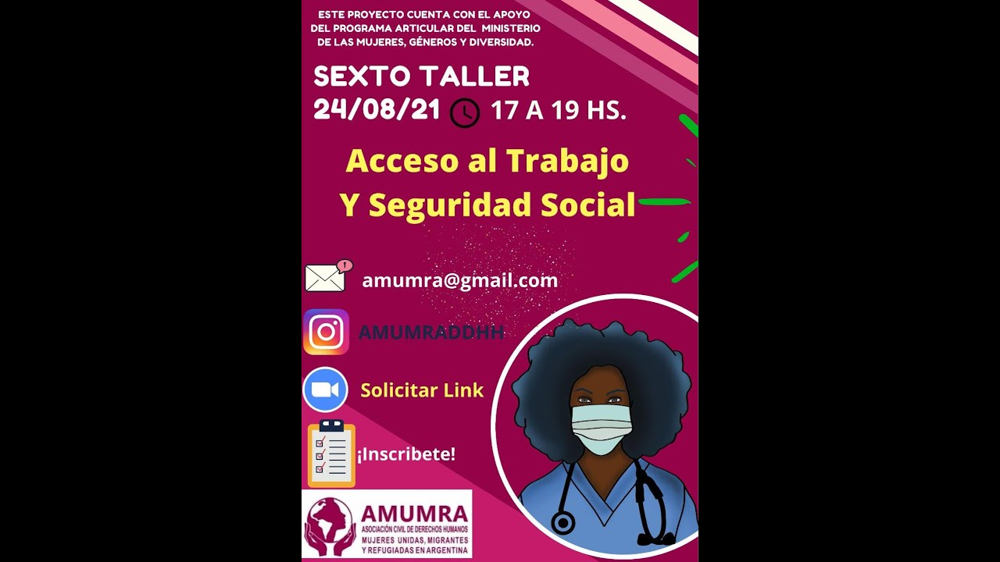 ESTE PROYECTO CUENTA CON EL APOYO
DEL PROGRAMA ARTICULAR DEL MINISTERIO
DE LAS MUJERES, GÉNEROS Y DIVERSIDAD.
SEXTO TALLER
24/08/21 17 A 19 HS.
Acceso al Trabajo
Y Seguridad Social
amumra@gmail.com
AMUMRADDHH
Solicitar Link
¡Inscribete!
AMUMRA
ASOCIACIÓN CIVIL DE DERECHOS HUMANOS
MUJERES UNIDAS, MIGRANTES
Y REFUGIADAS EN ARGENTINA